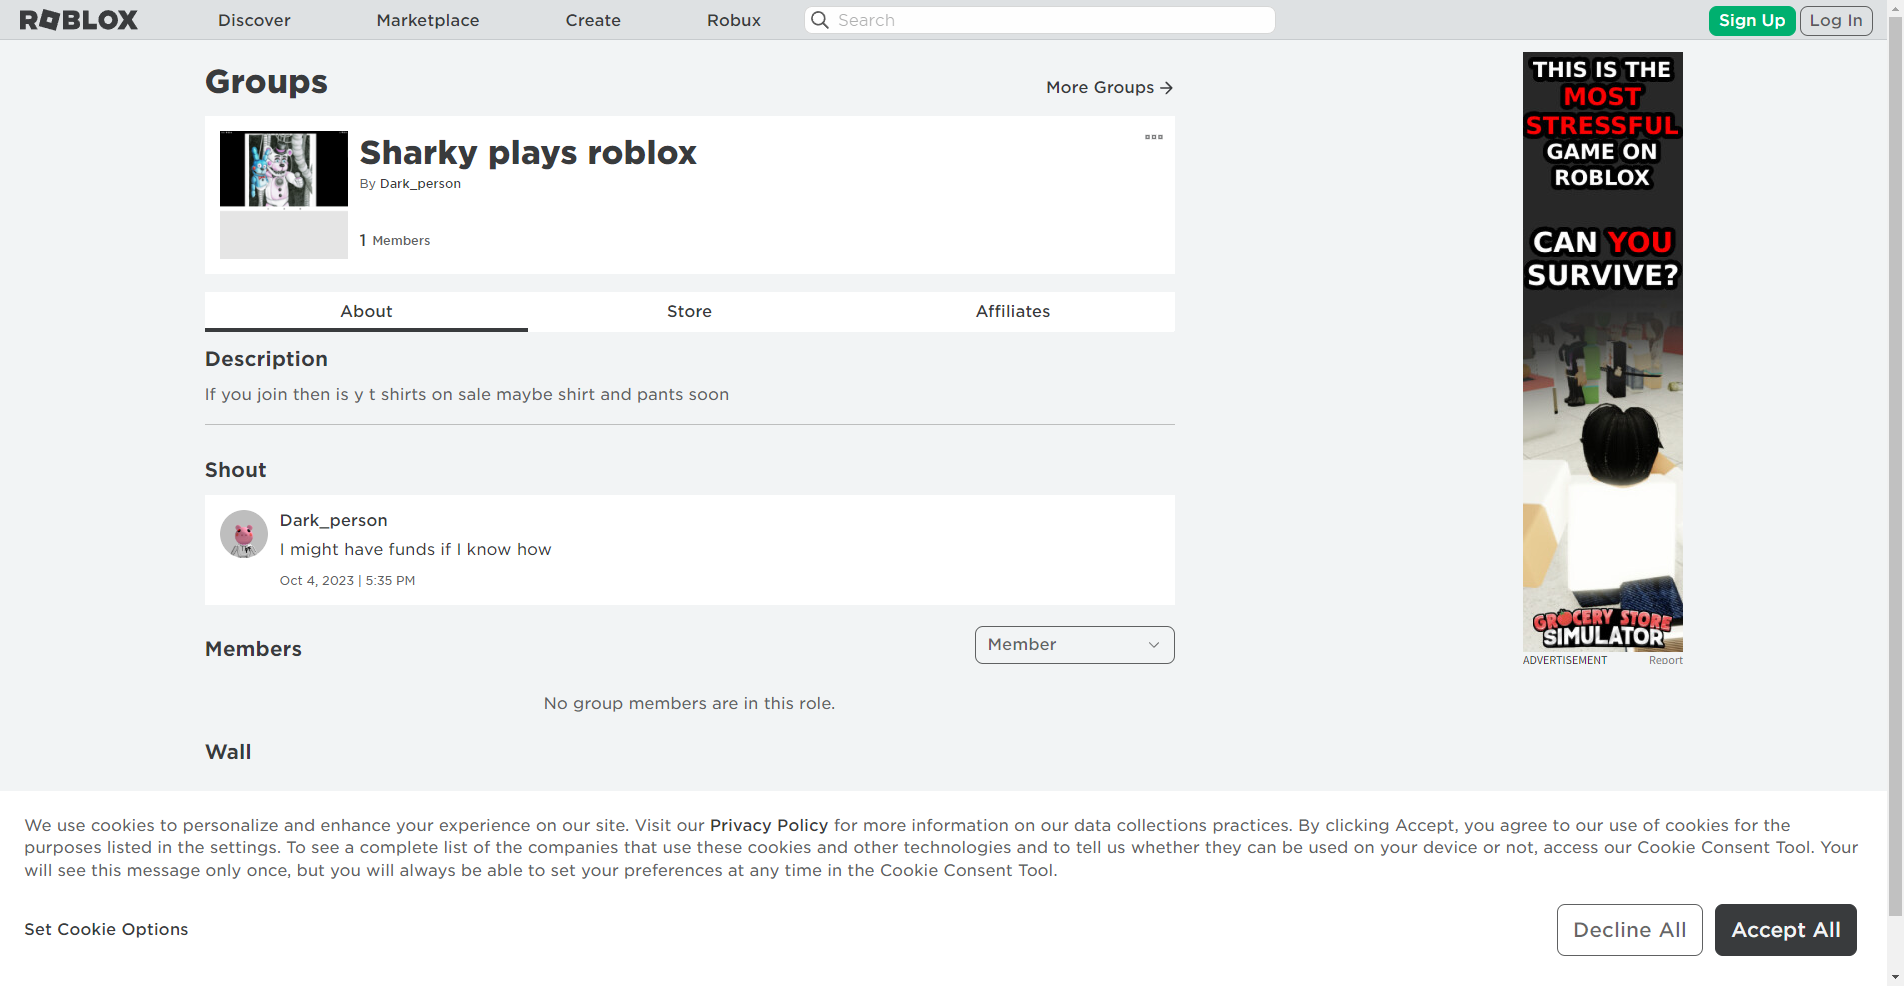 ROBLOX
Discover
Marketplace
Create
Robux
Search
Sign Up
Log In
Groups
More Groups
Sharky plays roblox
By Dark_person
1 Members
About
Store
Affiliates
Description
If you join then is y t shirts on sale maybe shirt and pants soon
Shout
Dark_person
I might have funds if I know how
Oct 4, 2023 | 5:35 PM
Members
Member
No group members are in this role.
Wall
THIS IS THE
MOST
STRESSFUL
GAME ON
ROBLOX
CAN YOU
SURVIVE?
GROCERY STORE
SIMULATOR
ADVERTISEMENT
Report
We use cookies to personalize and enhance your experience on our site. Visit our Privacy Policy for more information on our data collections practices. By clicking Accept, you agree to our use of cookies for the
purposes listed in the settings. To see a complete list of the companies that use these cookies and other technologies and to tell us whether they can be used on your device or not, access our Cookie Consent Tool. Your
will see this message only once, but you will always be able to set your preferences at any time in the Cookie Consent Tool.
Set Cookie Options
Decline All
Accept All